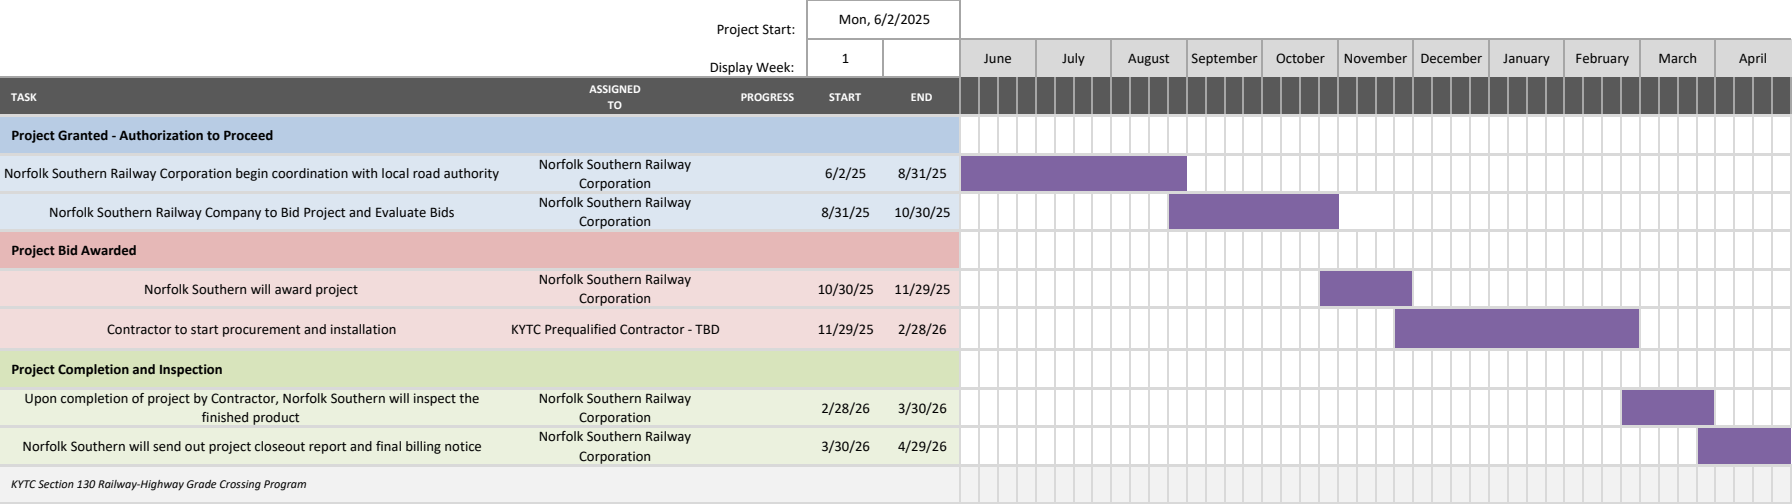 Project Start:
Mon, 6/2/2025
Display Week:
1
June July August September October November December January February March April
TASK
ASSIGNED
TO
PROGRESS START END
Project Granted - Authorization to Proceed
Norfolk Southern Railway Corporation begin coordination with local road authority
Norfolk Southern Railway
Corporation
6/2/25 8/31/25
Norfolk Southern Railway Company to Bid Project and Evaluate Bids
Norfolk Southern Railway
Corporation
8/31/25 10/30/25
Project Bid Awarded
Norfolk Southern will award project
Norfolk Southern Railway
Corporation
10/30/25 11/29/25
Contractor to start procurement and installation
KYTC Prequalified Contractor - TBD
11/29/25 2/28/26
Project Completion and Inspection
Upon completion of project by Contractor, Norfolk Southern will inspect the
finished product
Norfolk Southern Railway
Corporation
2/28/26 3/30/26
Norfolk Southern will send out project closeout report and final billing notice
Norfolk Southern Railway
Corporation
3/30/26 4/29/26
KYTC Section 130 Railway-Highway Grade Crossing Program